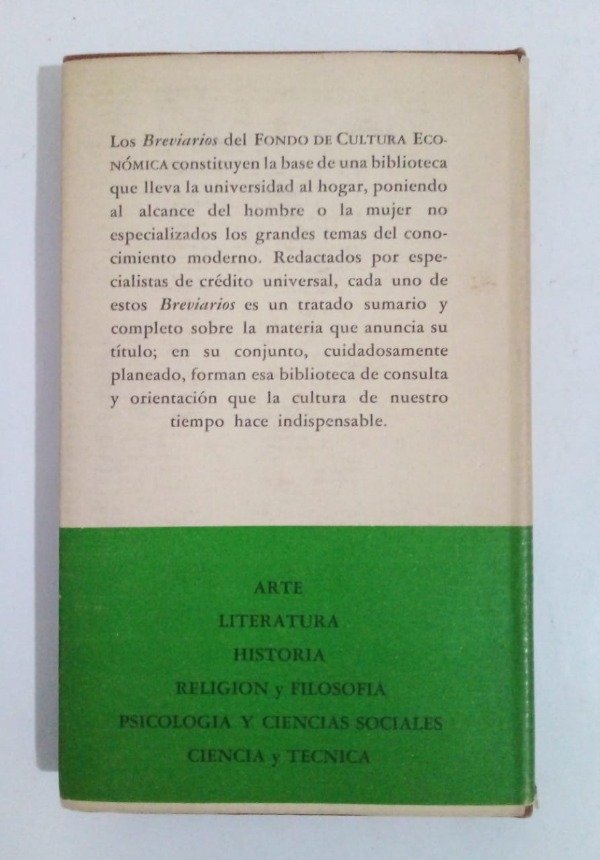 Los Breviarios del FONDO DE CULTURA ECO-
NÓMICA constituyen la base de una biblioteca
que lleva la universidad al hogar, poniendo
al alcance del hombre o la mujer no
especializados los grandes temas del cono-
cimiento moderno. Redactados por espe-
cialistas de crédito universal, cada uno de
estos Breviarios es un tratado sumario y
completo sobre la materia que anuncia su
título; en su conjunto, cuidadosamente
planeado, forman esa biblioteca de consulta
y orientación que la cultura de nuestro
tiempo hace indispensable.
ARTE
LITERATURA
HISTORIA
RELIGION y FILOSOFIA
PSICOLOGIA Y CIENCIAS SOCIALES
CIENCIA y TECNICA